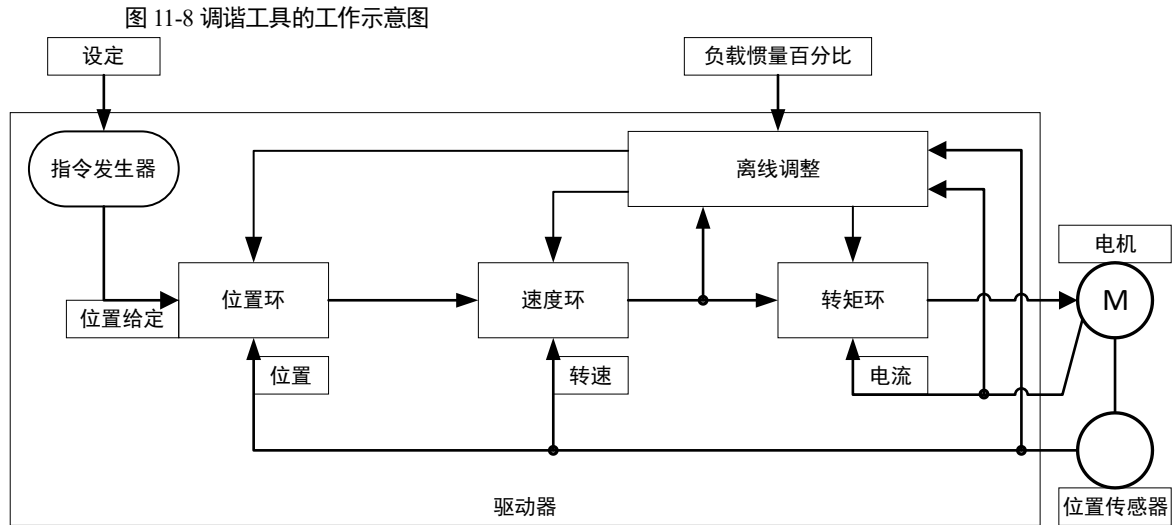 图 11-8 调谐工具的工作示意图
设定
负载惯量百分比
指令发生器
离线调整
电机
位置环
速度环
转矩环
M
位置给定
位置
转速
电流
驱动器
位置传感器